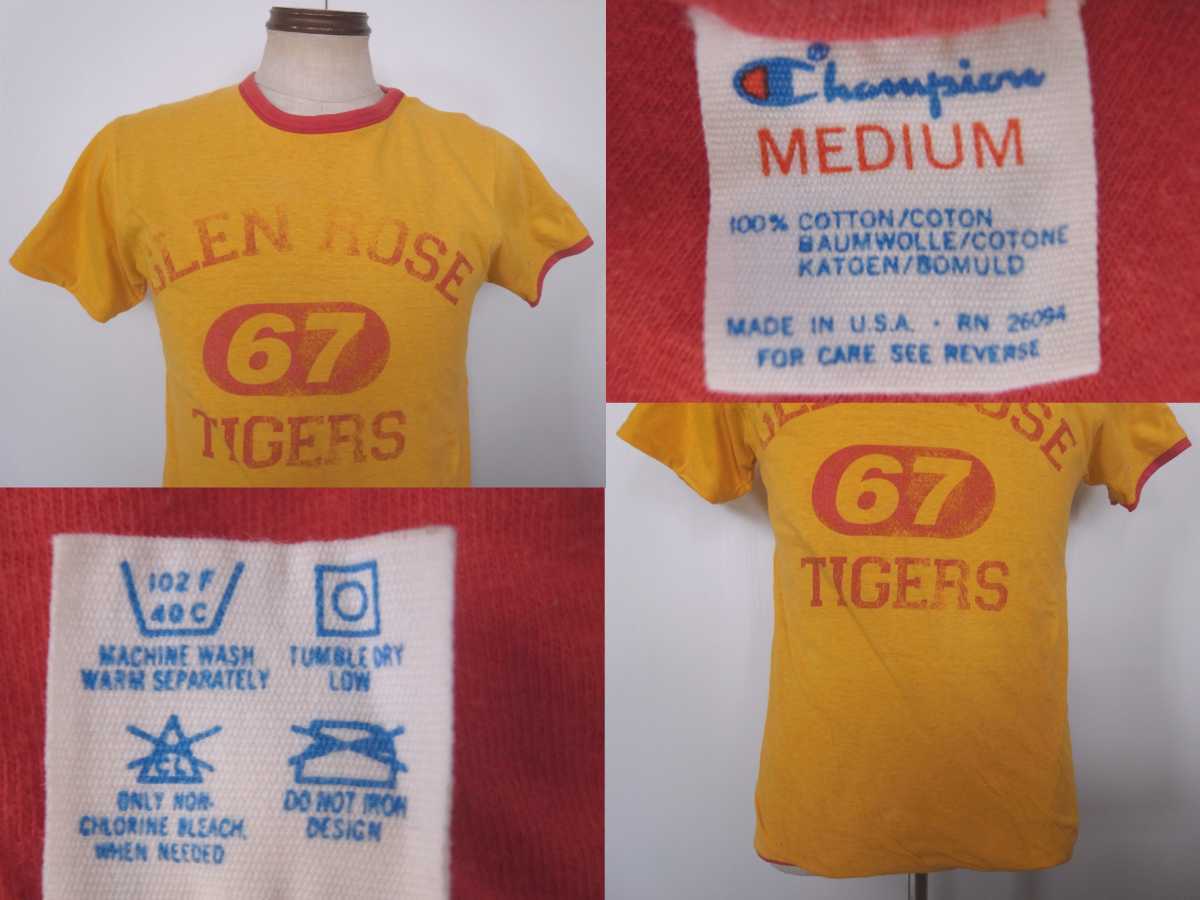 GLEN ROSE
67
TIGERS
Champion®
MEDIUM
100% COTTON/COTON
BAUMWOLLE/COTONE
KATOEN/BOMULD
MADE IN U.S.A. · RN 26094
FOR CARE SEE REVERSE
102 F
40 C
MACHINE WASH
WARM SEPARATELY
TUMBLE DRY
LOW
CL
ONLY NON-
CHLORINE BLEACH,
WHEN NEEDED
DO NOT IRON
DESIGN
GLEN ROSE
67
TIGERS